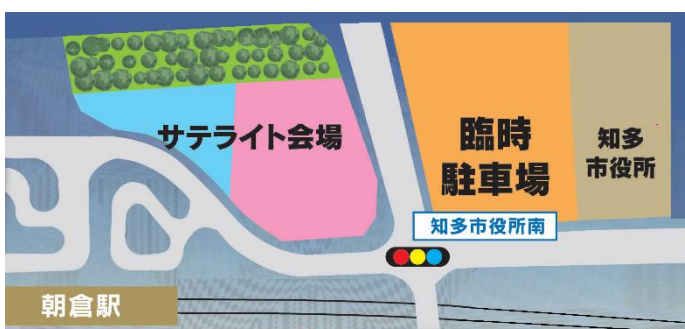 サテライト会場
臨時
駐車場
知多
市役所
知多市役所南
朝倉駅